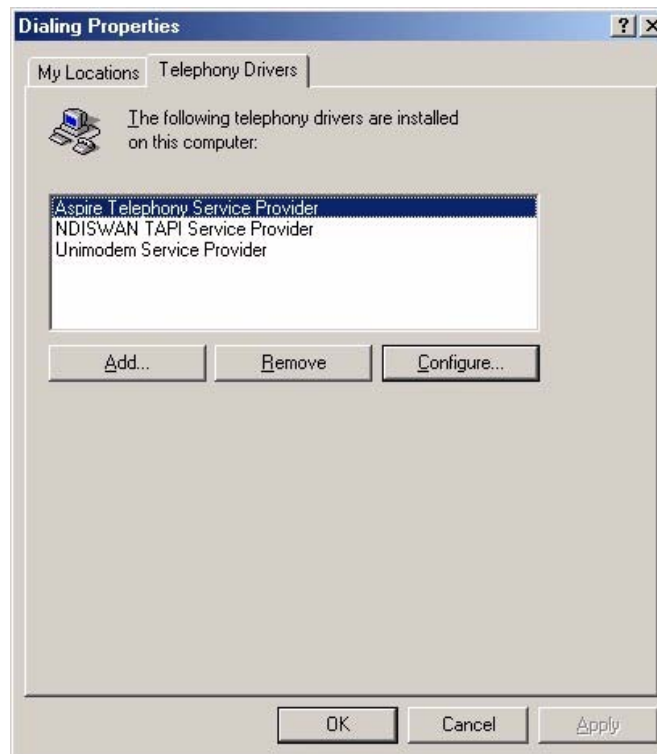 Dialing Properties
My Locations
Telephony Drivers
The following telephony drivers are installed
on this computer:
Aspire Telephony Service Provider
NDISWAN TAPI Service Provider
Unimodem Service Provider
Add...
Remove
Configure...
OK
Cancel
Apply